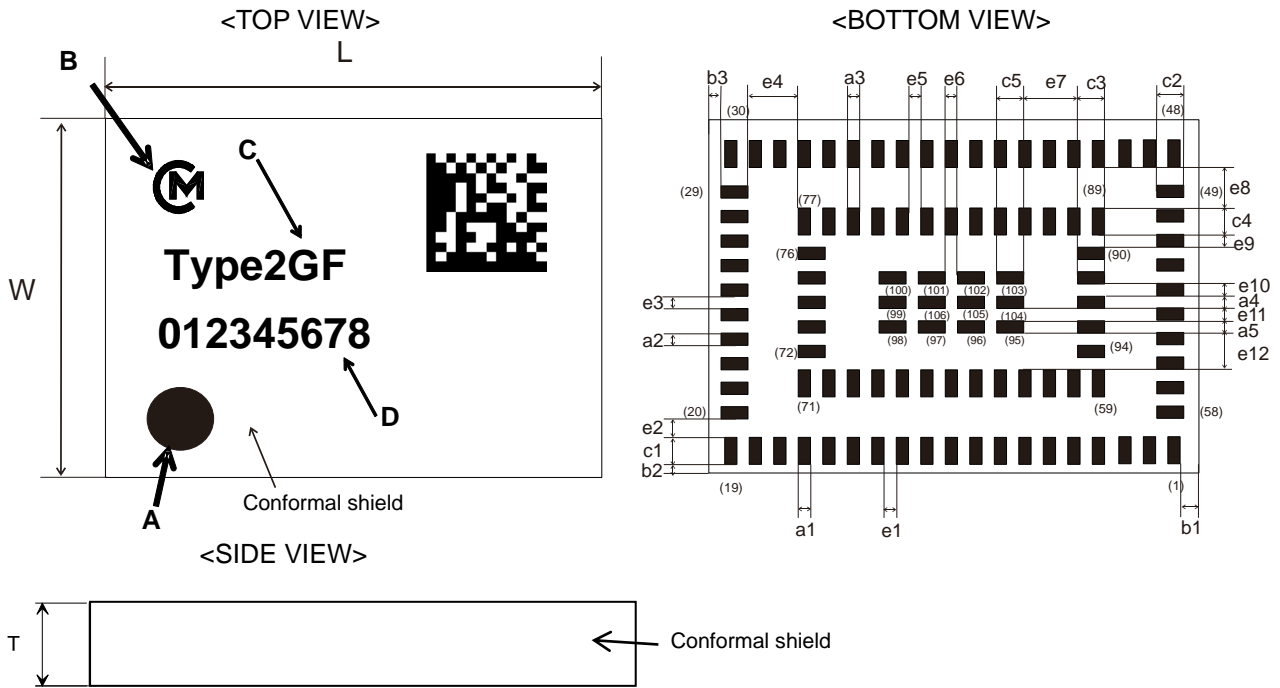 <TOP VIEW>
L
B
C
CM
Type2GF
W
012345678
D
A
Conformal shield
<SIDE VIEW>
T
Conformal shield
<BOTTOM VIEW>
b3 e4 a3 e5 e6 c5 e7 c3 c2
(30) (48)
(29) (89) (49)
e8
(77)
c4
(76) (90)
e9
(100) (101) (102) (103)
e10
e3
a4
(99) (106) (105) (104)
e11
a2
a5
(98) (97) (96) (95)
(72) (94)
e12
(20) (71) (59) (58)
e2
c1
b2
(19) (1)
a1 e1 b1